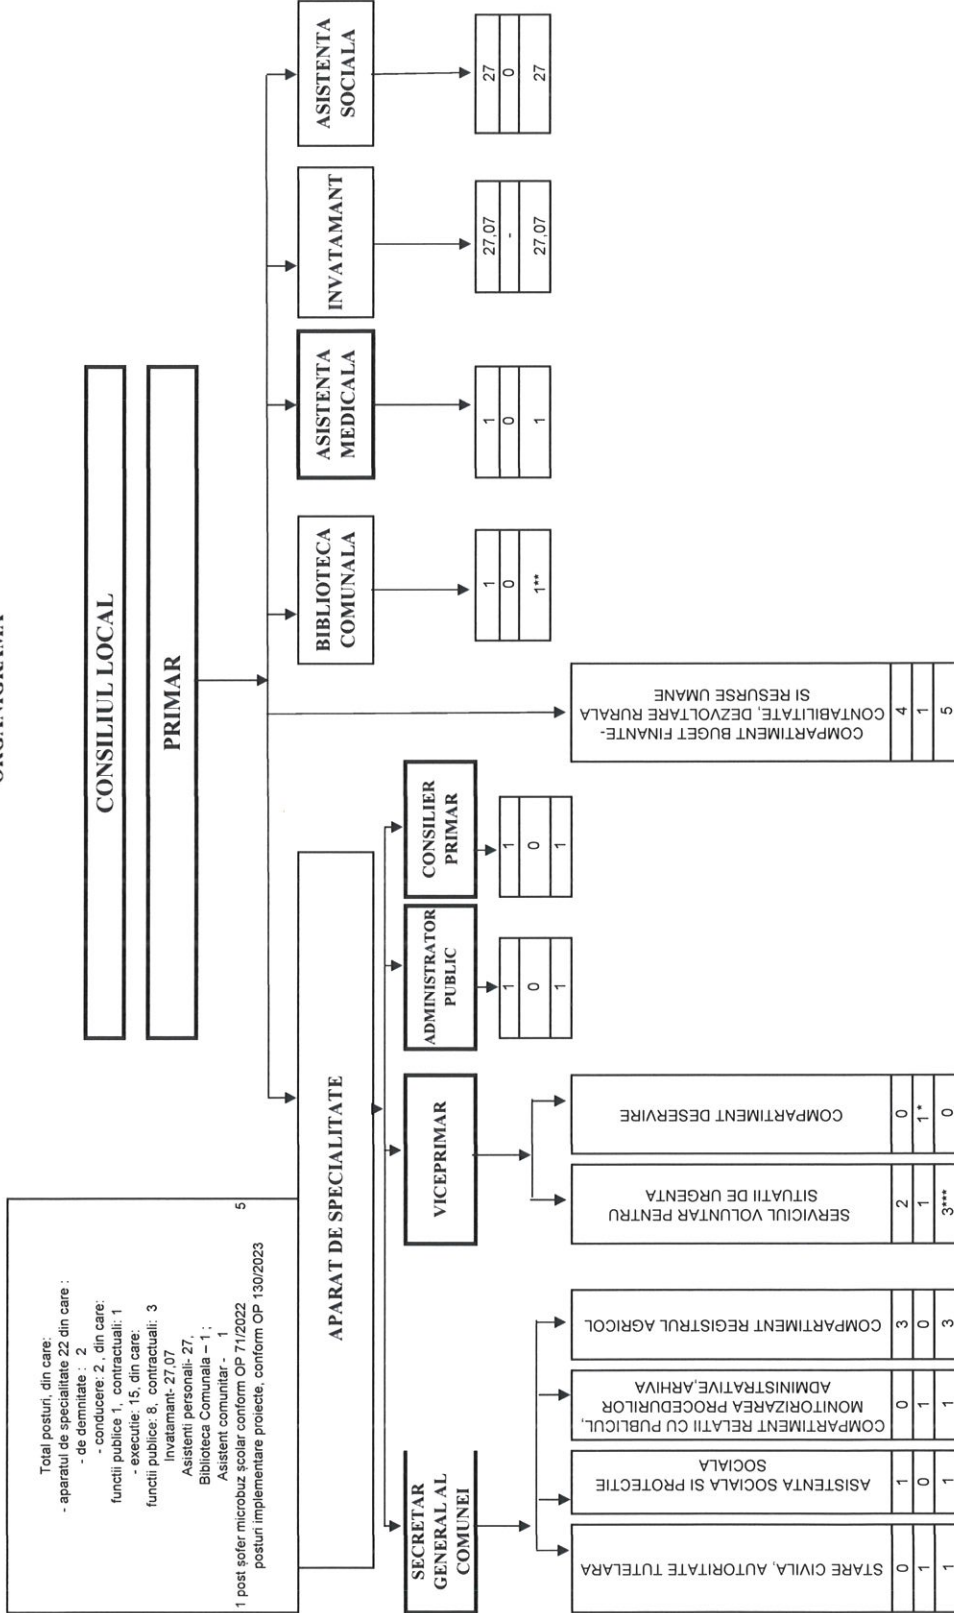 ORGANIGRAMA
CONSILIUL LOCAL
PRIMAR
Total posturi, din care:
- aparatul de specialitate 22 din care :
- de demnitate : 2
- conducere: 2 , din care:
functii publice 1, contractuali: 1
- executie: 15, din care:
functii publice: 8, contractuali: 3
Invatamant- 27,07
Asistenti personali- 27,
Biblioteca Comunala – 1 ;
Asistent comunitar - 1
1 post șofer microbuz școlar conform OP 71/2022
5
posturi implementare proiecte, conform OP 130/2023
APARAT DE SPECIALITATE
BIBLIOTECA
COMUNALA
1
0
1**
ASISTENTA
MEDICALA
1
0
1
INVATAMANT
27,07
-
27,07
ASISTENTA
SOCIALA
27
0
27
SECRETAR
GENERAL AL
COMUNEI
VICEPRIMAR
ADMINISTRATOR
PUBLIC
1
0
1
CONSILIER
PRIMAR
1
0
1
STARE CIVILA, AUTORITATE TUTELARA
0
1
1
ASISTENTA SOCIALA SI PROTECTIE
SOCIALA
1
0
1
COMPARTIMENT RELATII CU PUBLICUL,
MONITORIZAREA PROCEDURILOR
ADMINISTRATIVE,ARHIVA
0
1
1
COMPARTIMENT REGISTRUL AGRICOL
3
0
3
SERVICIUL VOLUNTAR PENTRU
SITUATII DE URGENTA
2
1
3***
COMPARTIMENT DESERVIRE
0
1 *
0
COMPARTIMENT BUGET FINANTE-
CONTABILITATE, DEZVOLTARE RURALA
SI RESURSE UMANE
4
1
5